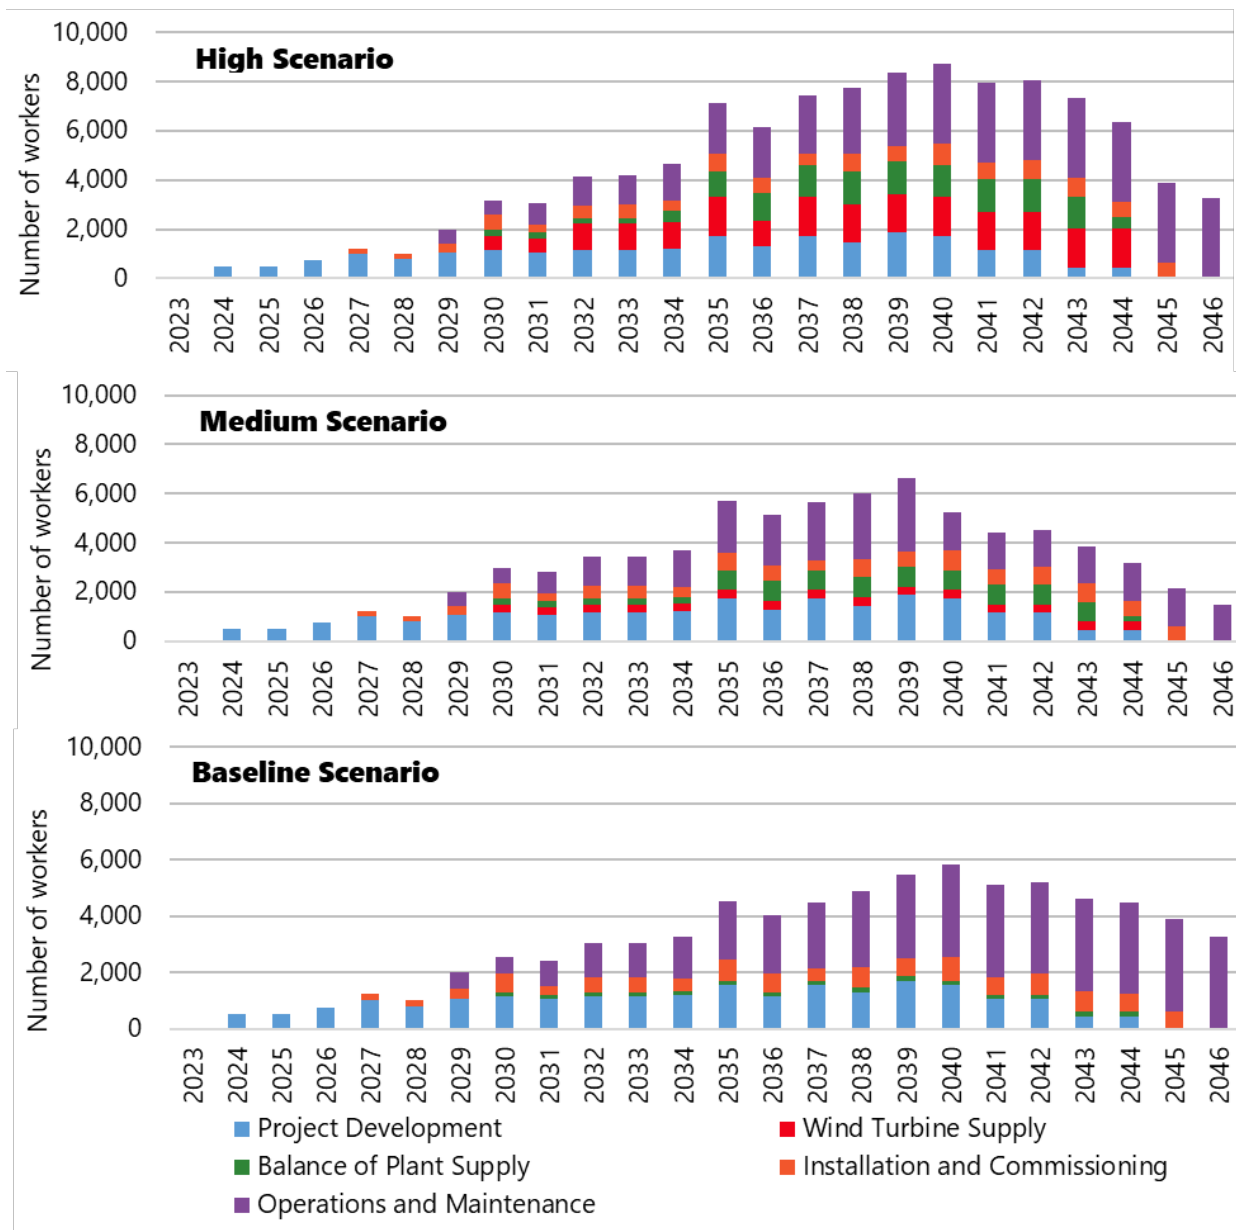 High Scenario
Number of workers
10,000
8,000
6,000
4,000
2,000
0
2023 2024 2025 2026 2027 2028 2029 2030 2031 2032 2033 2034 2035 2036 2037 2038 2039 2040 2041 2042 2043 2044 2045 2046
Medium Scenario
Number of workers
10,000
8,000
6,000
4,000
2,000
0
2023 2024 2025 2026 2027 2028 2029 2030 2031 2032 2033 2034 2035 2036 2037 2038 2039 2040 2041 2042 2043 2044 2045 2046
Baseline Scenario
Number of workers
10,000
8,000
6,000
4,000
2,000
0
2023 2024 2025 2026 2027 2028 2029 2030 2031 2032 2033 2034 2035 2036 2037 2038 2039 2040 2041 2042 2043 2044 2045 2046
Project Development
Wind Turbine Supply
Balance of Plant Supply
Installation and Commissioning
Operations and Maintenance